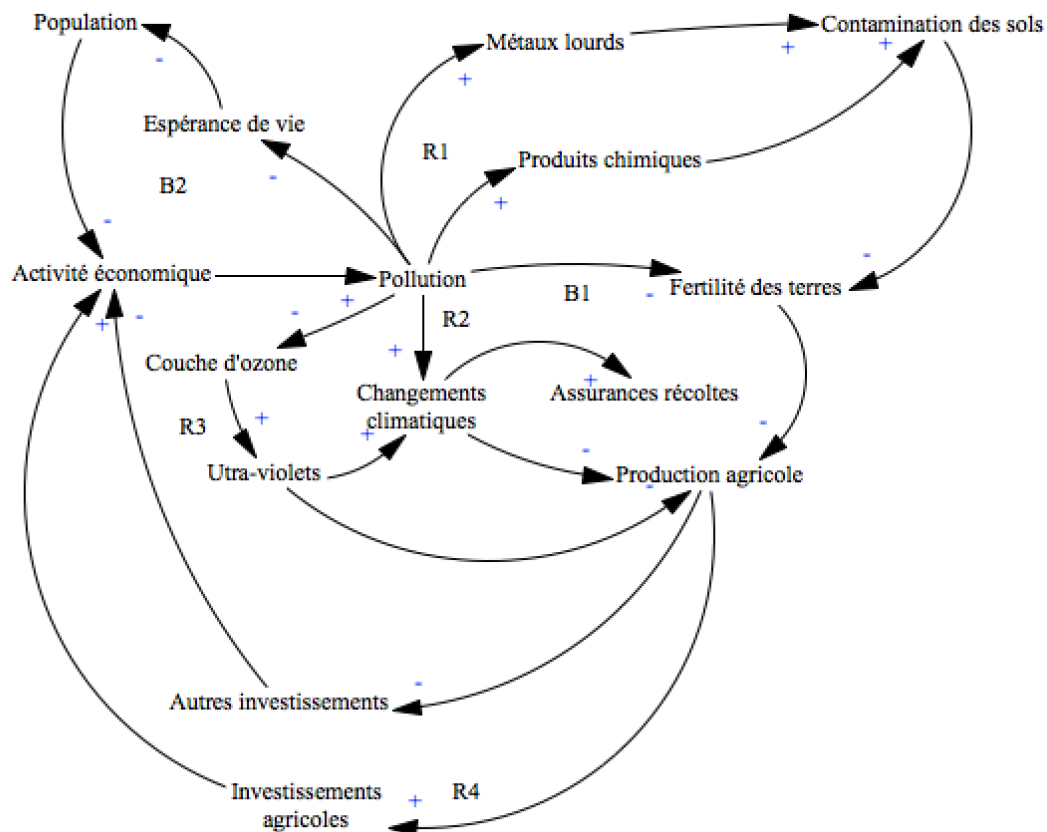 Population
Contamination des sols
Métaux lourds
-
+
+
+
Espérance de vie
R1
Produits chimiques
B2
-
+
-
-
Activité économique
Pollution
Fertilité des terres
B1
-
+
-
-
+
R2
+
Couche d'ozone
Changements
climatiques
+
Assurances récoltes
R3
+
+
-
-
Utra-violets
Production agricole
-
Autres investissements
-
Investissements
agricoles
+
R4